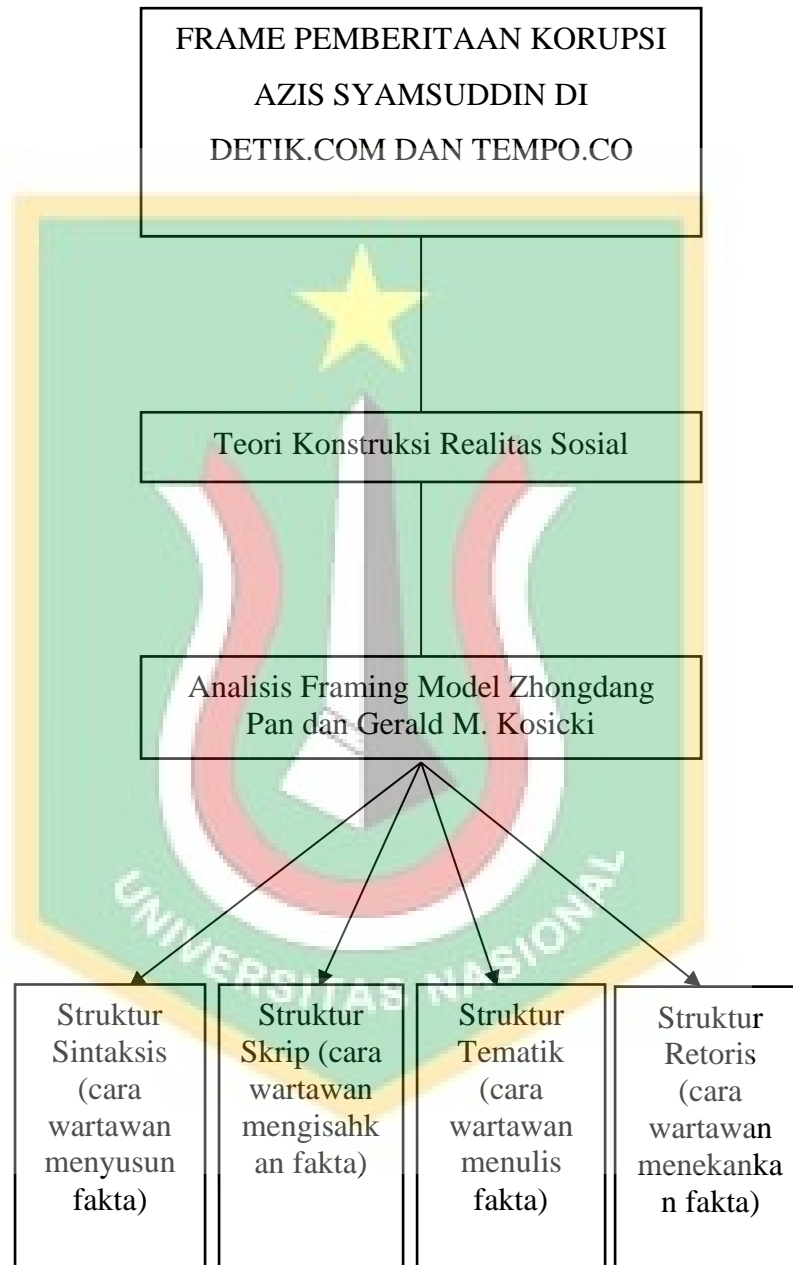 FRAME PEMBERITAAN KORUPSI
AZIS SYAMSUDDIN DI
DETIK.COM DAN TEMPO.CO
Teori Konstruksi Realitas Sosial
Analisis Framing Model Zhongdang
Pan dan Gerald M. Kosicki
UNIVERSITAS NASIONAL
Struktur
Sintaksis
(cara
wartawan
menyusun
fakta)
Struktur
Skrip (cara
wartawan
mengisahk
an fakta)
Struktur
Tematik
(cara
wartawan
menulis
fakta)
Struktur
Retoris
(cara
wartawan
menekanka
n fakta)